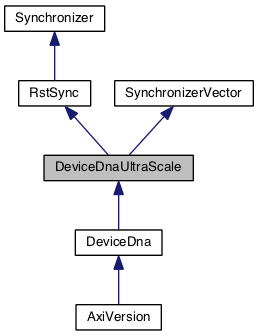 Synchronizer
RstSync
SynchronizerVector
DeviceDnaUltraScale
DeviceDna
AxiVersion